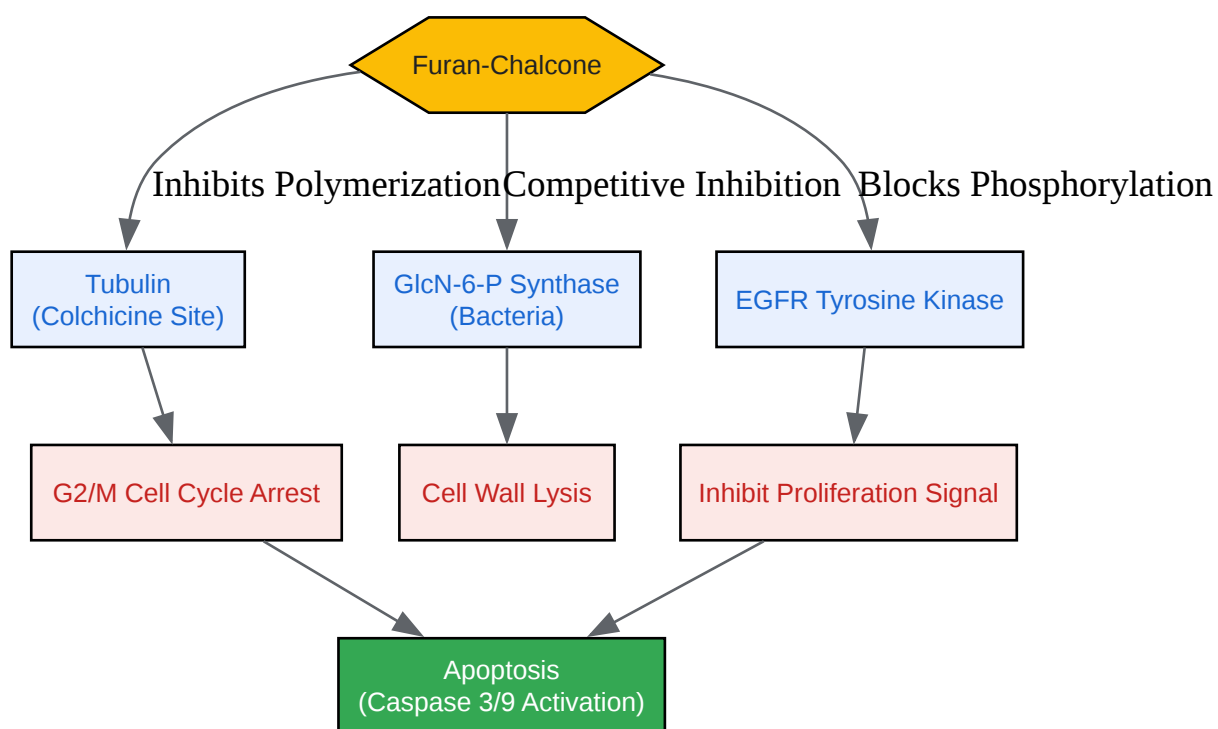 Furan-Chalcone
Inhibits Polymerization
Competitive Inhibition
Blocks Phosphorylation
Tubulin
(Colchicine Site)
GlcN-6-P Synthase
(Bacteria)
EGFR Tyrosine Kinase
G2/M Cell Cycle Arrest
Cell Wall Lysis
Inhibit Proliferation Signal
Apoptosis
(Caspase 3/9 Activation)